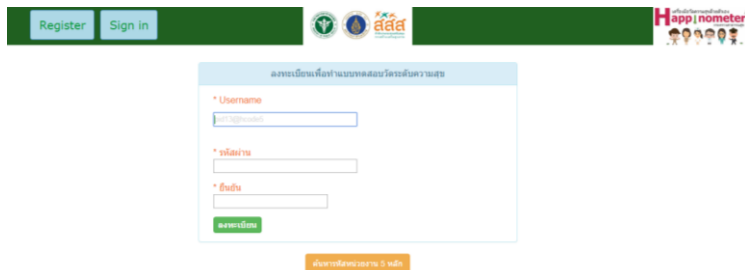 Register Sign in
สสส
Happinometer
ลงทะเบียนเพื่อทำแบบทดสอบวัดระดับความสุข
* Username
* รหัสผ่าน
* ยืนยัน
ลงทะเบียน
ค้นหารหัสหน่วยงาน 5 หลัก